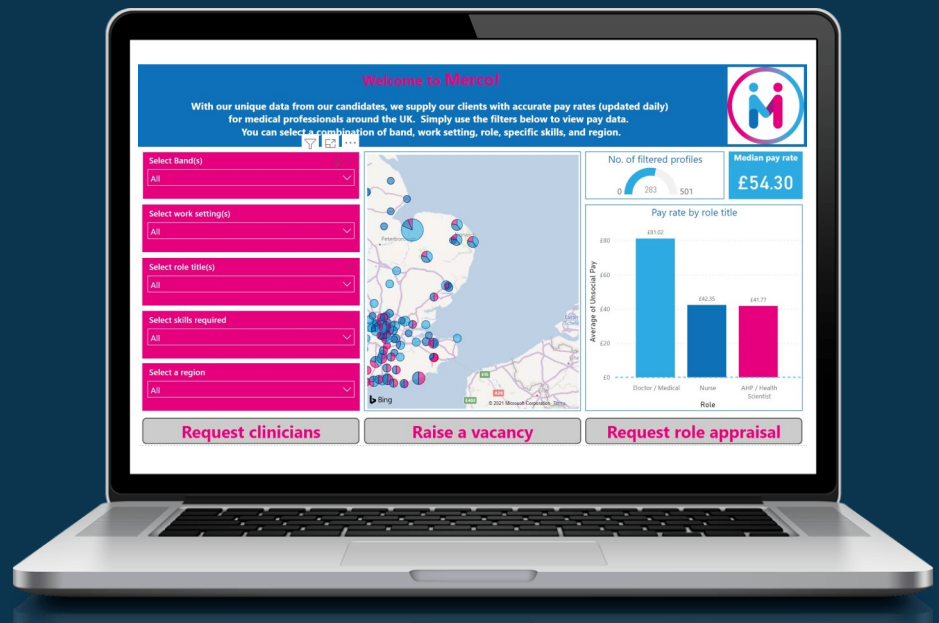 Welcome to Merco!
With our unique data from our candidates, we supply our clients with accurate pay rates (updated daily)
for medical professionals around the UK. Simply use the filters below to view pay data.
You can select a combination of band, work setting, role, specific skills, and region.
Select Band(s)
All
Select work setting(s)
All
Select role title(s)
All
Select skills required
All
Select a region
All
Peterborough
Bing
© 2021 Microsoft Corporation Terms
No. of filtered profiles
0 283 501
Median pay rate
£54.30
Pay rate by role title
Average of Unsocial Pay
£80
£60
£40
£20
£0
£81.02
£42.35
£41.77
Doctor / Medical
Nurse
AHP / Health
Scientist
Role
Request clinicians
Raise a vacancy
Request role appraisal